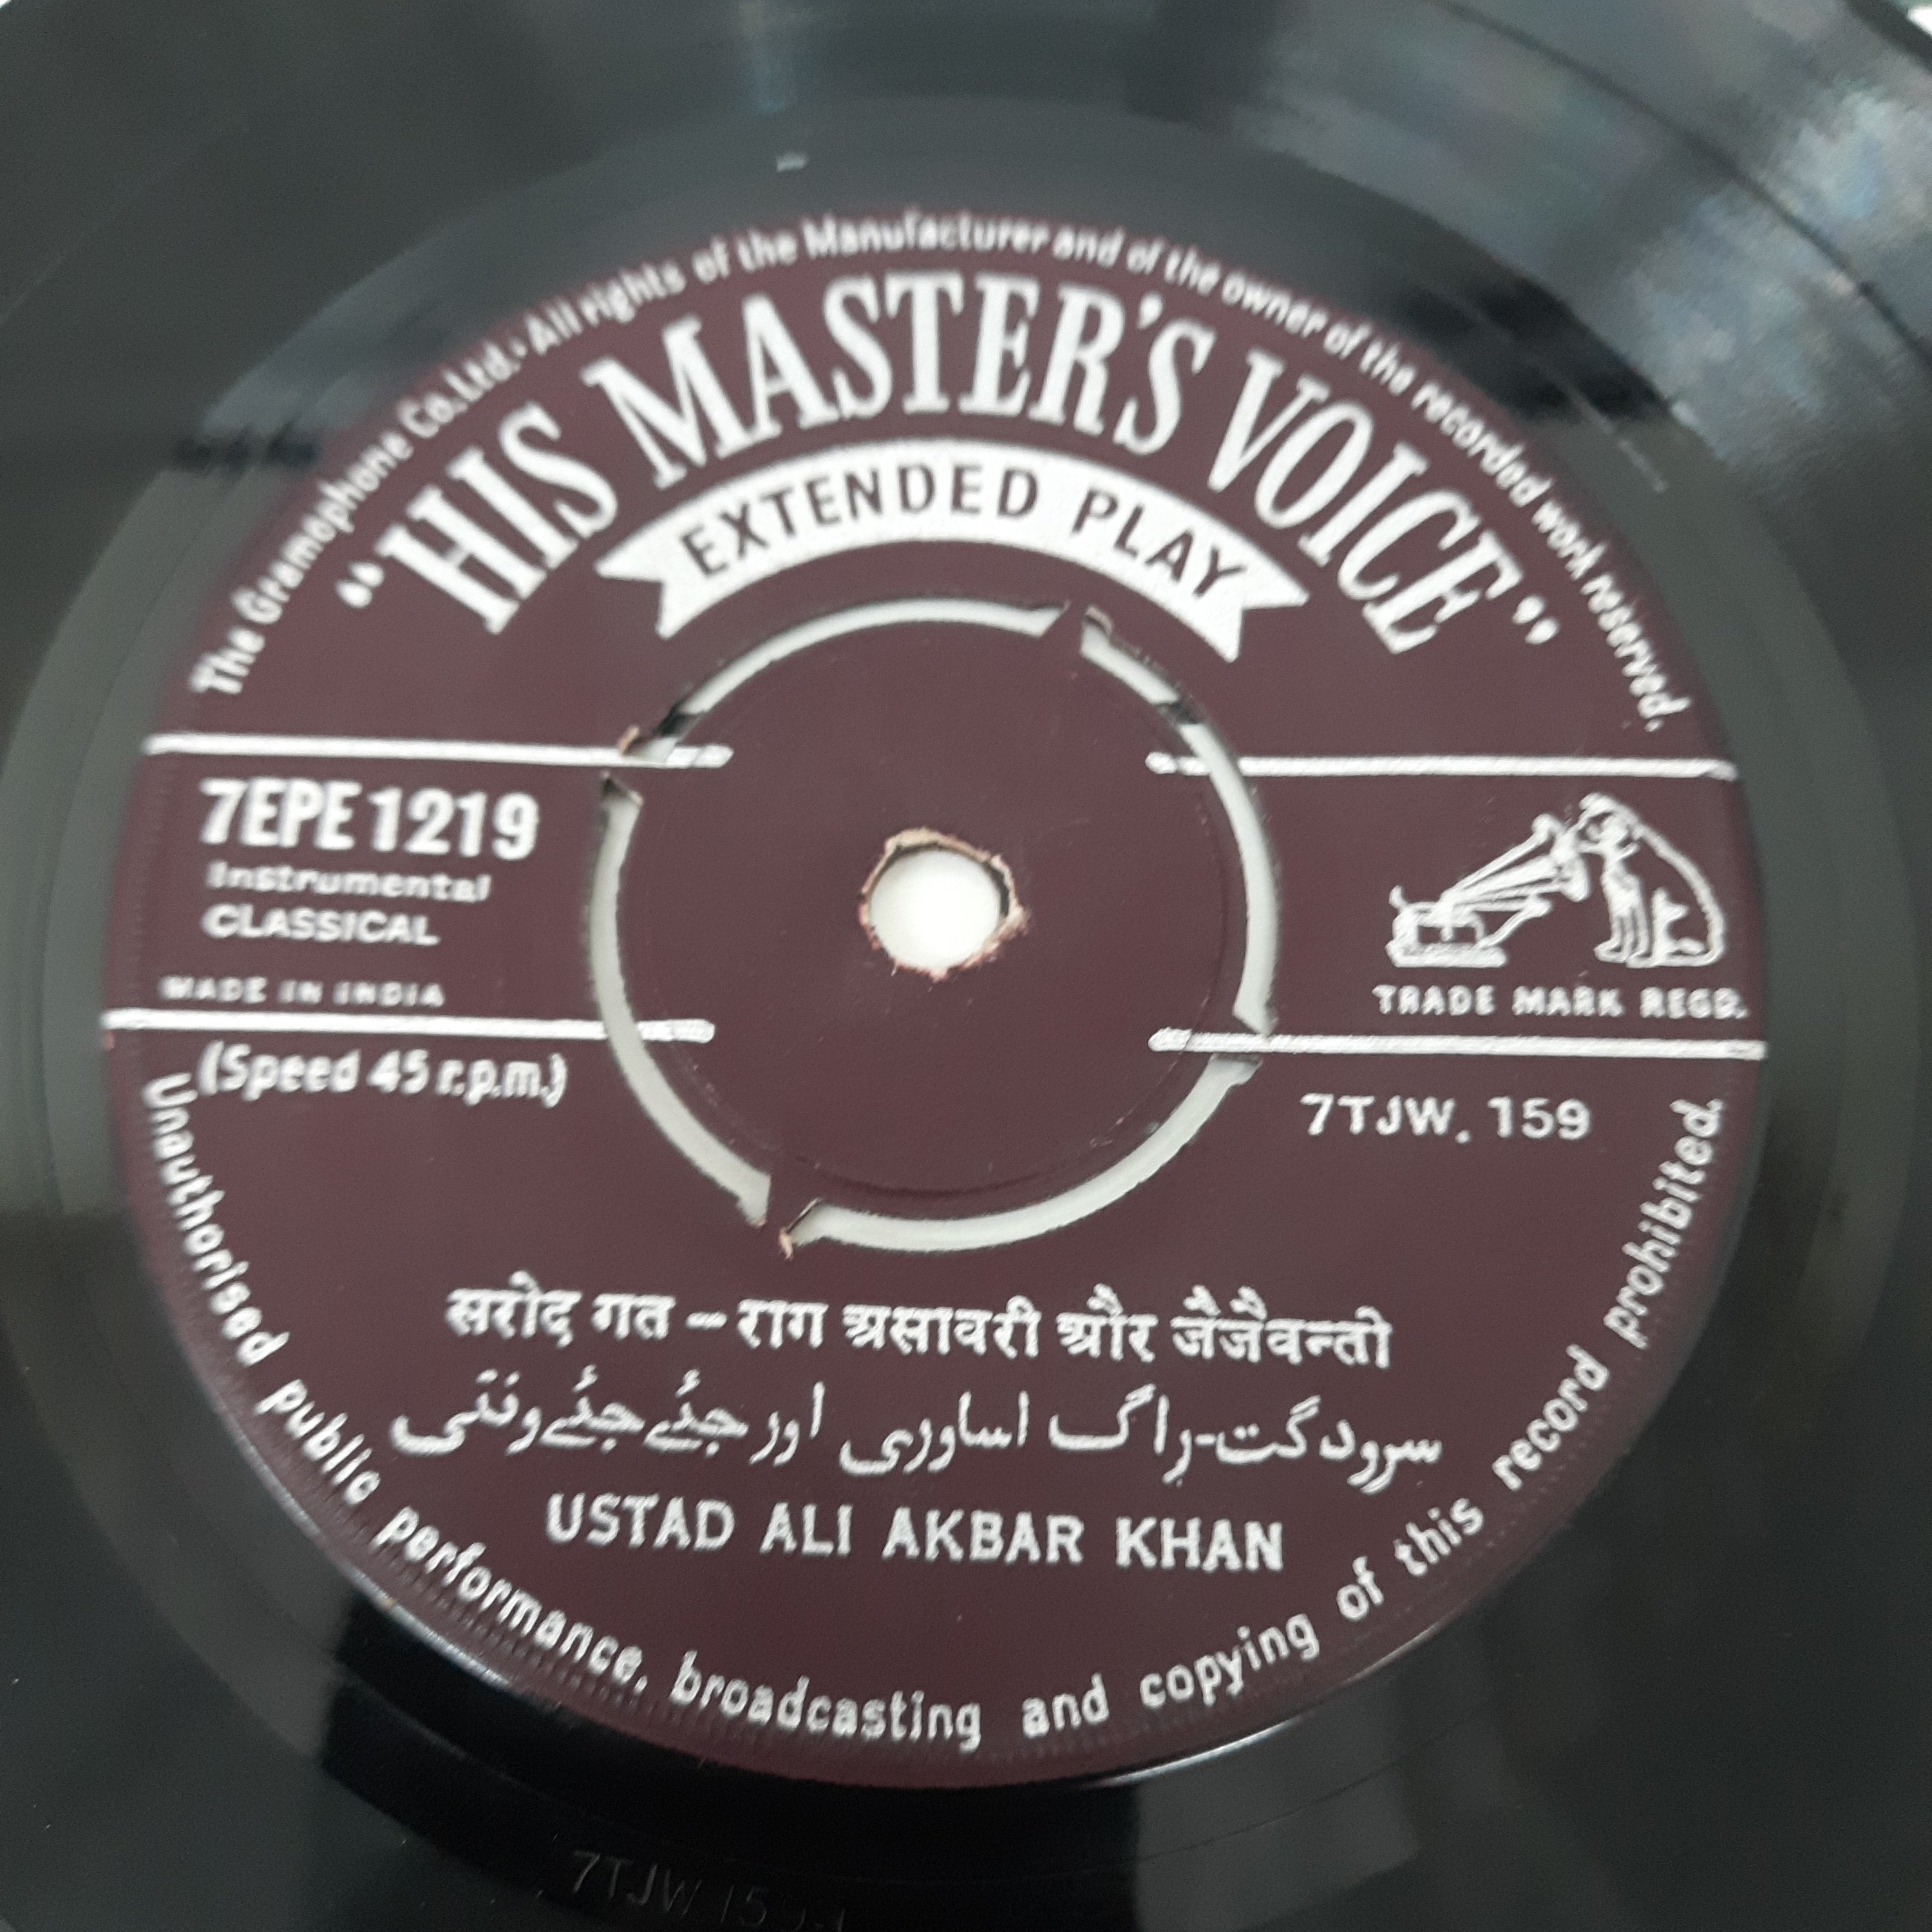 The Gramophone Co. Ltd. · All rights of the Manufacturer and of the owner of the recorded work reserved.
"HIS MASTER'S VOICE"
EXTENDED PLAY
7EPE 1219
Instrumental
CLASSICAL
MADE IN INDIA
TRADE MARK REGD.
(Speed 45 r.p.m.)
7TJW. 159
सरोद गत - राग असावरी और जैजैवन्ती
سرود گت - راگ اساوری اور جئے جئے ونتی
USTAD ALI AKBAR KHAN
Unauthorised public performance, broadcasting and copying of this record prohibited.
7TJW 159-1